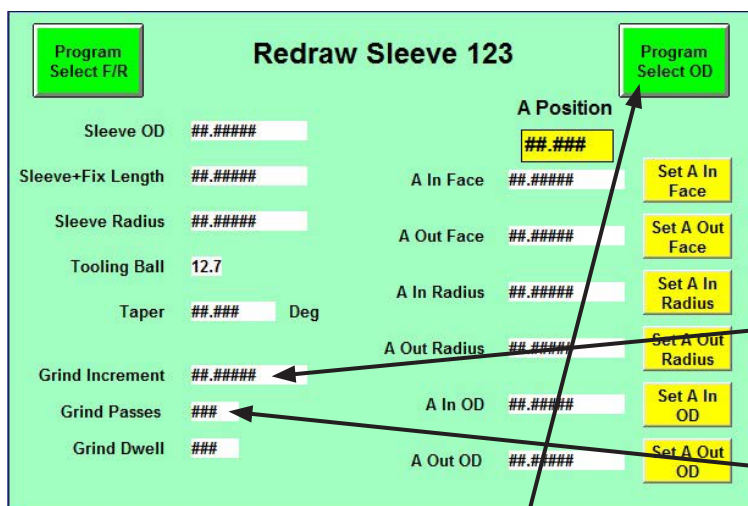 Program
Select F/R
Redraw Sleeve 123
Program
Select OD
Sleeve OD ##.#####
Sleeve+Fix Length ##.#####
Sleeve Radius ##.#####
Tooling Ball 12.7
Taper ##.### Deg
Grind Increment ##.#####
Grind Passes ###
Grind Dwell ###
A Position
##.###
A In Face ##.##### Set A In
Face
A Out Face ##.##### Set A Out
Face
A In Radius ##.##### Set A In
Radius
A Out Radius ##.##### Set A Out
Radius
A In OD ##.##### Set A In
OD
A Out OD ##.##### Set A Out
OD